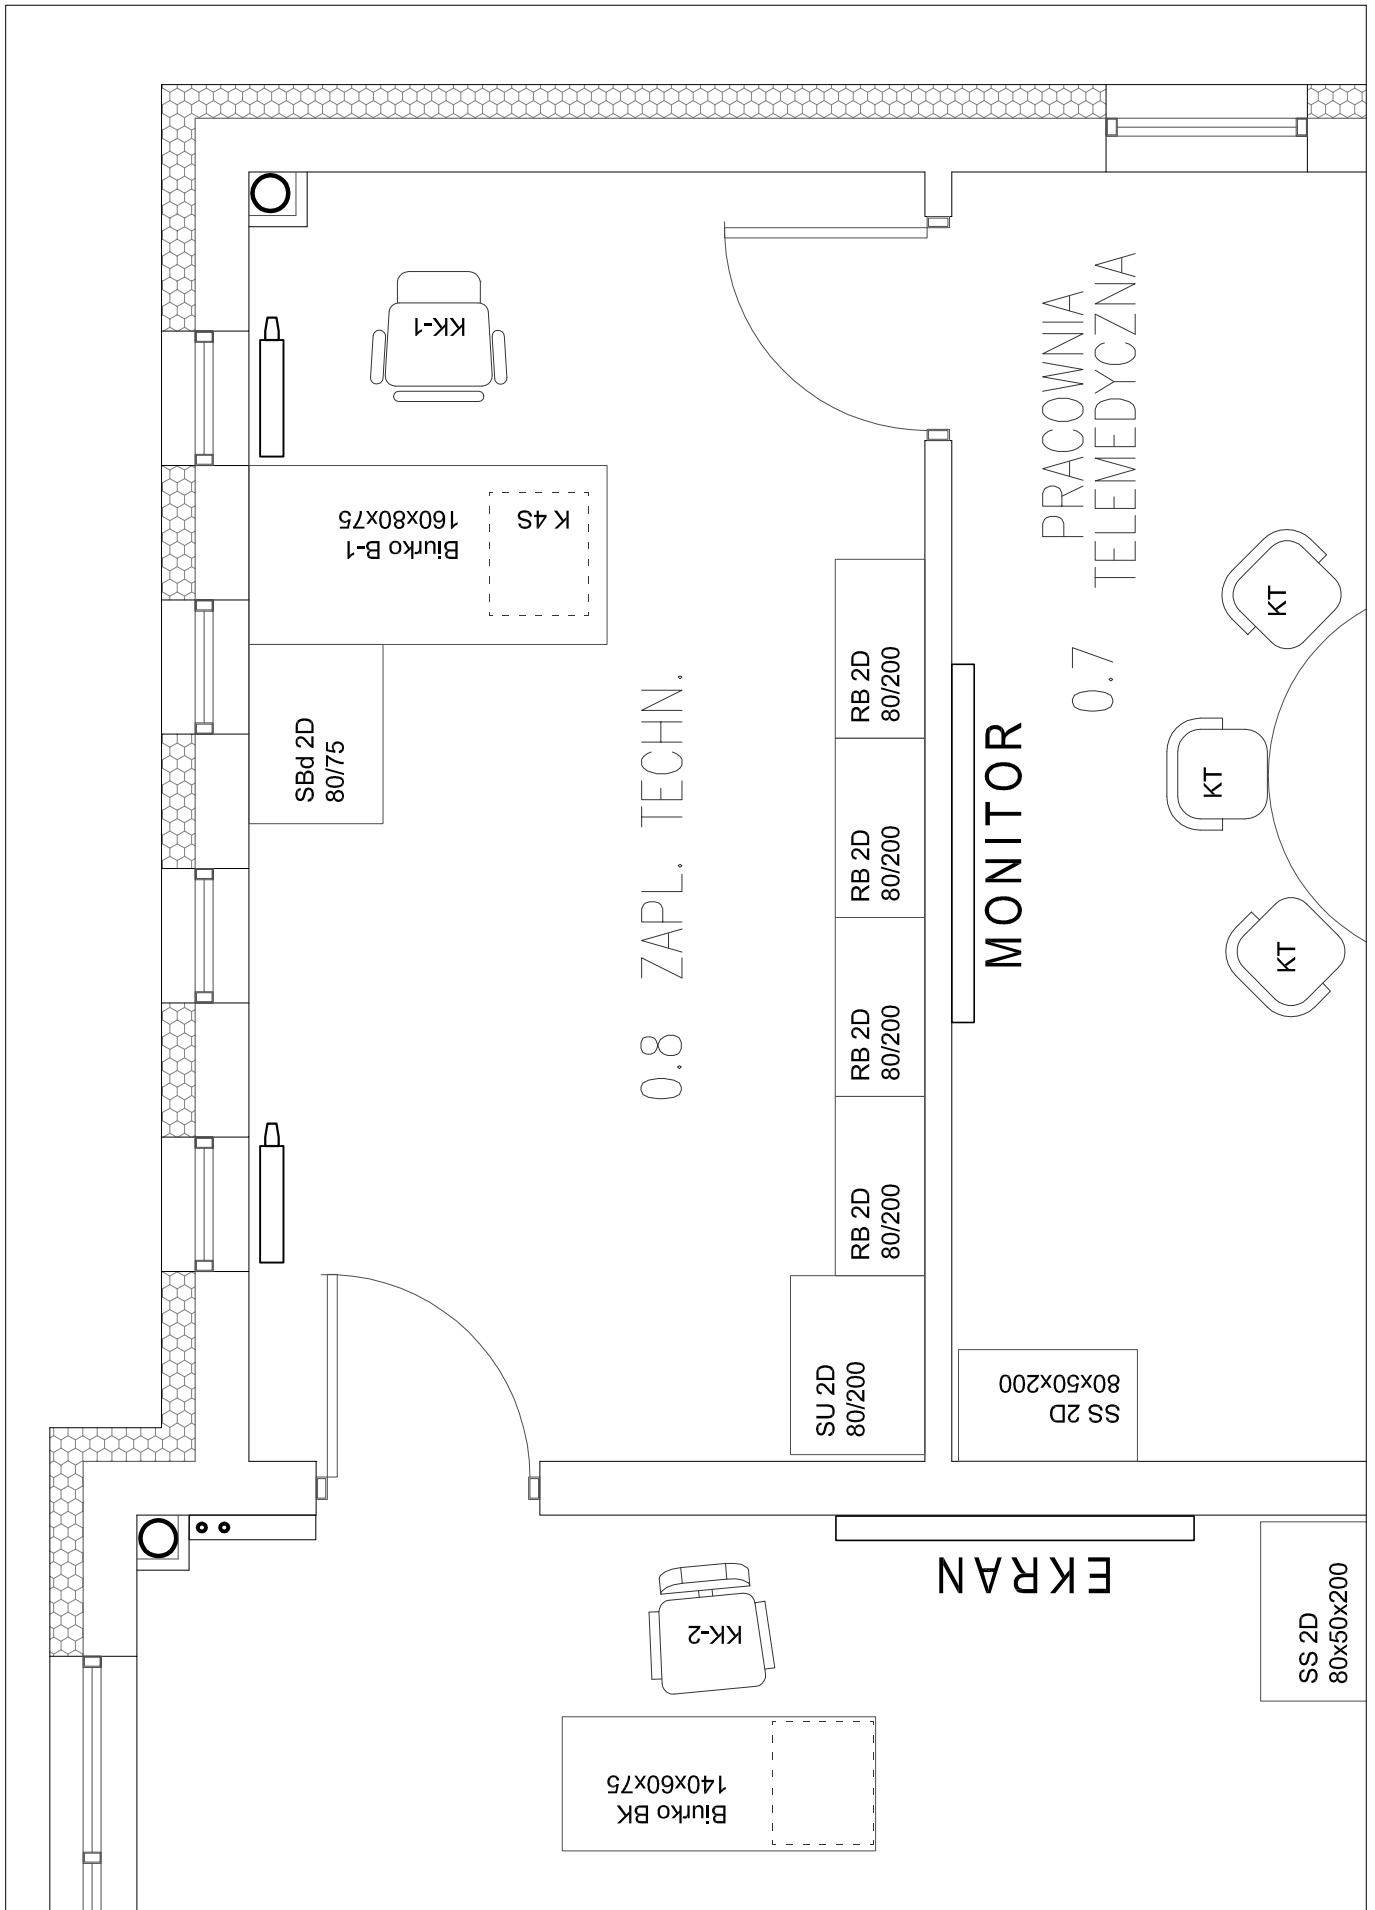 KK-1
Biurko B-1
160x80x75
K 4S
SBd 2D
80/75
0.8 ZAPL. TECHN.
RB 2D
80/200
RB 2D
80/200
RB 2D
80/200
RB 2D
80/200
SU 2D
80/200
PRACOWNIA
TELEMEDYCZNA
0.7
MONITOR
KT
KT
KT
SS 2D
80x50x200
EKRAN
KK-2
Biurko BK
140x60x75
SS 2D
80x50x200